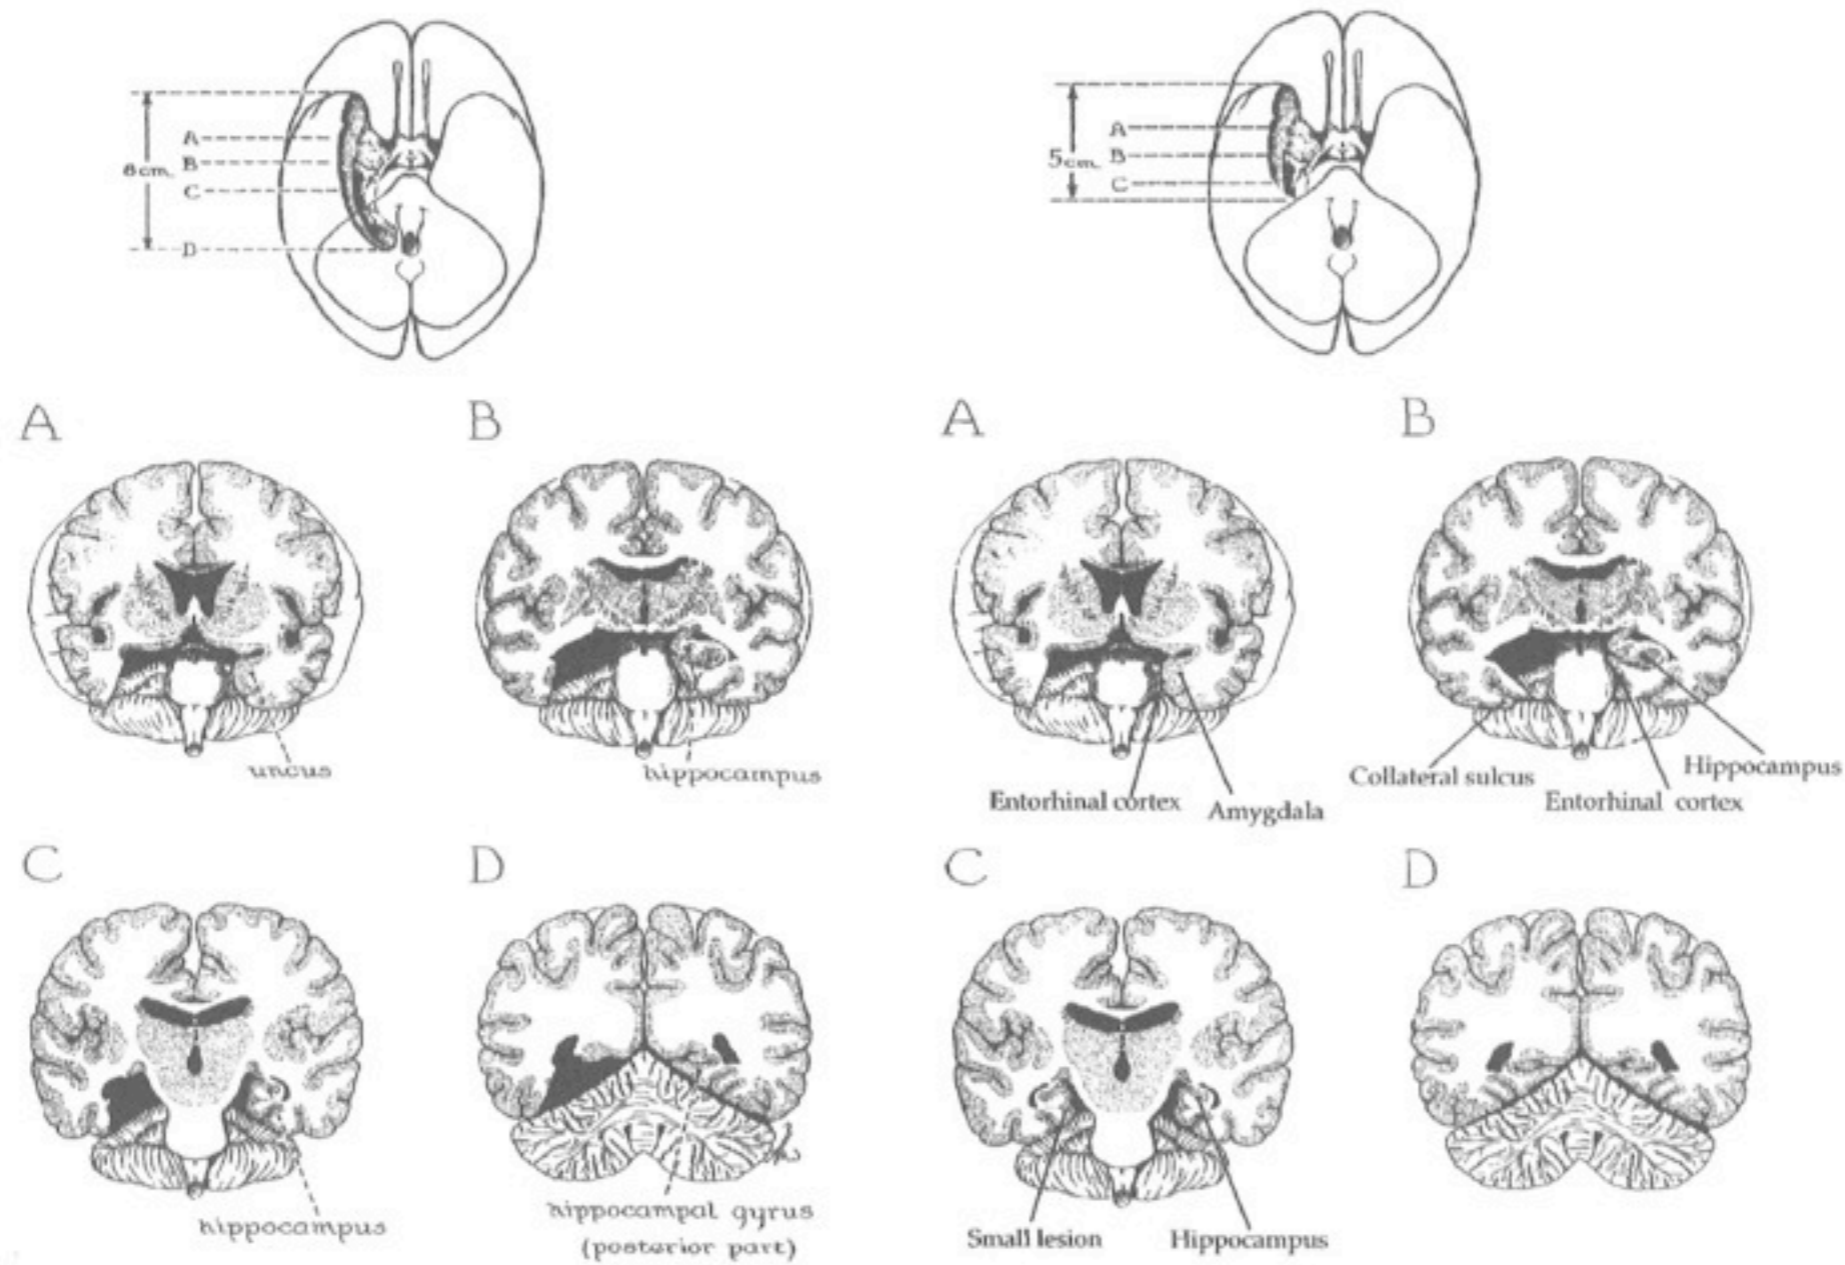 A
B
8cm.
C
D
A
5cm.
B
C
A
B
uncus
hippocampus
C
D
hippocampus
hippocampal gyrus
(posterior part)
A
B
Entorhinal cortex
Amygdala
Collateral sulcus
Entorhinal cortex
Hippocampus
C
D
Small lesion
Hippocampus